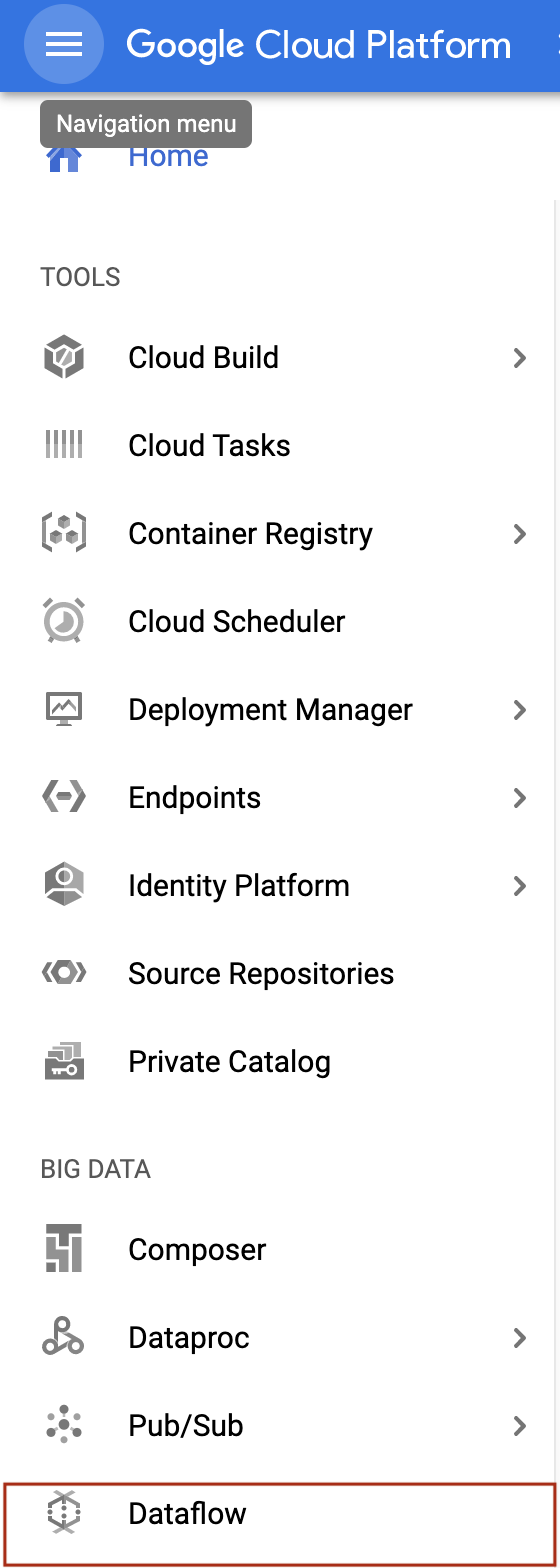 Google Cloud Platform
Navigation menu
Home
TOOLS
Cloud Build
Cloud Tasks
Container Registry
Cloud Scheduler
Deployment Manager
Endpoints
Identity Platform
Source Repositories
Private Catalog
BIG DATA
Composer
Dataproc
Pub/Sub
Dataflow